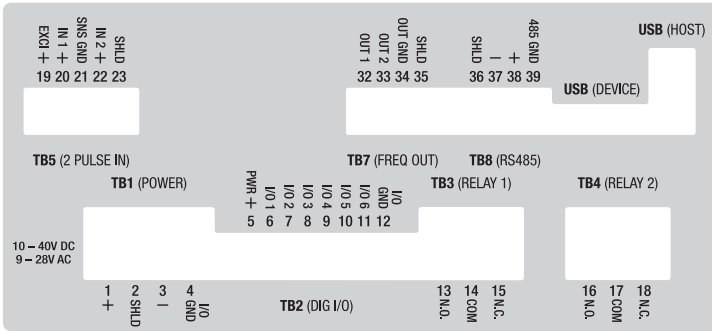 EXCI + IN 1 + SNS GND IN 2 + SHLD
19 20 21 22 23
OUT 1 OUT 2 OUT GND SHLD
32 33 34 35
SHLD − + 485 GND
36 37 38 39
USB (HOST)
USB (DEVICE)
TB5 (2 PULSE IN)
TB7 (FREQ OUT)
TB8 (RS485)
TB1 (POWER)
PWR + I/O 1 I/O 2 I/O 3 I/O 4 I/O 5 I/O 6 I/O GND
5 6 7 8 9 10 11 12
TB3 (RELAY 1)
TB4 (RELAY 2)
10 – 40V DC
9 – 28V AC
1 2 3 4
+ SHLD − I/O GND
TB2 (DIG I/O)
13 14 15
N.O. COM N.C.
16 17 18
N.O. COM N.C.